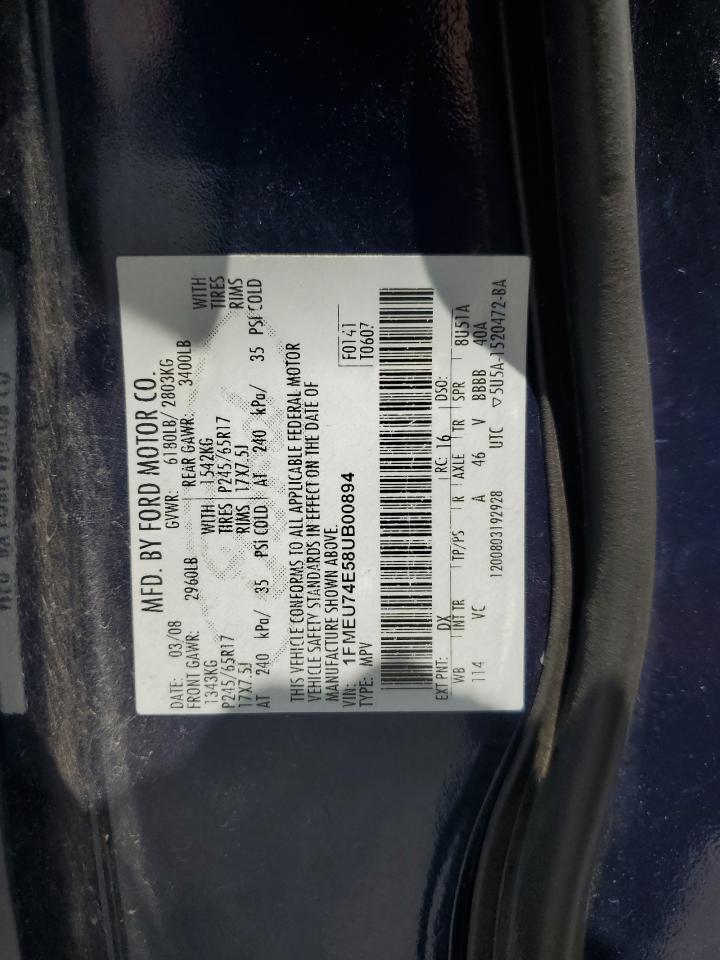 MFD. BY FORD MOTOR CO.
DATE: 03/08 GVWR: 6180LB/ 2803KG
FRONT GAWR: 2960LB REAR GAWR: 3400LB
1343KG WITH 1542KG WITH
P245/65R17 TIRES P245/65R17 TIRES
17X7.5J RIMS 17X7.5J RIMS
AT 240 kPa/ 35 PSI COLD AT 240 kPa/ 35 PSI COLD
THIS VEHICLE CONFORMS TO ALL APPLICABLE FEDERAL MOTOR
VEHICLE SAFETY STANDARDS IN EFFECT ON THE DATE OF
MANUFACTURE SHOWN ABOVE.
VIN: 1FMEU74E58UB00894 F0141
TYPE: MPV T0607
EXT PNT: DX RC: 16 DSO:
WB INT TR TP/PS R AXLE TR SPR 8U51A
114 VC A 46 V BBBB 40A
1200803192928 UTC ▽5U5A-1520472-BA